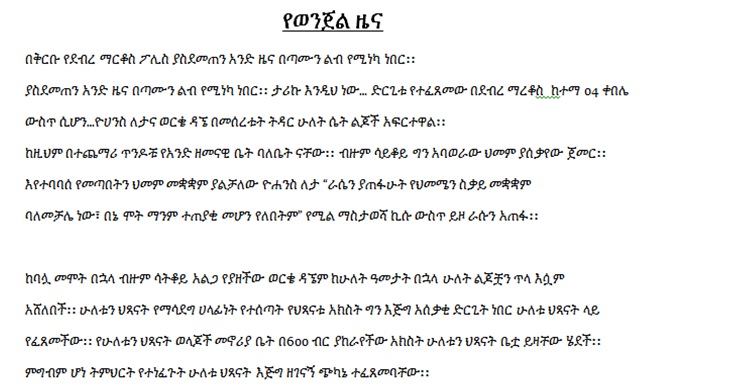 የወንጀል ዜና
በቅርቡ የደብረ ማርቆስ ፖሊስ ያስደመጠን አንድ ዜና በጣሙን ልብ የሚነካ ነበር፡፡
ያስደመጠን አንድ ዜና በጣሙን ልብ የሚነካ ነበር፡፡ ታሪኩ እንዲህ ነው… ድርጊቱ የተፈጸመው በደብረ ማረቆስ ከተማ 04 ቀበሌ
ውስጥ ሲሆን…ዮሀንስ ለታና ወርቄ ዳኜ በመሰረቱት ትዳር ሁለት ሴት ልጆች አፍርተዋል፡፡
ከዚህም በተጨማሪ ጥንዶቹ የአንድ ዘመናዊ ቤት ባለቤት ናቸው፡፡ ብዙም ሳይቆይ ግን አባወራው ህመም ያሰቃየው ጀመር፡፡
እየተባባሰ የመጣበትን ህመም መቋቋም ያልቻለው ዮሐንስ ለታ “ራሴን ያጠፋሁት የህመሜን ስቃይ መቋቋም
ባለመቻሌ ነው፣ በኔ ሞት ማንም ተጠያቂ መሆን የለበትም” የሚል ማስታወሻ ኪሱ ውስጥ ይዞ ራሱን አጠፋ፡፡
ከባሏ መሞት በኋላ ብዙም ሳትቆይ አልጋ የያዘችው ወርቄ ዳኜም ከሁለት ዓመታት በኋላ ሁለት ልጆቿን ጥላ እሷም
አሸለበች፡፡ ሁለቱን ህጻናት የማሳደግ ሀላፊነት የተሰጣት የህጻናቱ አክስት ግን እጅግ አሰቃቂ ድርጊት ነበር ሁለቱ ህጻናት ላይ
የፈጸመችው፡፡ የሁለቱን ህጻናት ወላጆች መኖሪያ ቤት በ600 ብር ያከራየችው አክስት ሁለቱን ህጻናት ቤቷ ይዛቸው ሄደች፡፡
ምግብም ሆነ ትምህርት የተነፈጉት ሁለቱ ህጻናት እጅግ ዘገናኝ ጭካኔ ተፈጸመባቸው፡፡